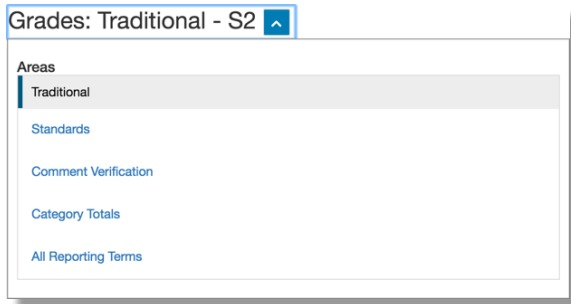 Grades: Traditional - S2
Areas
Traditional
Standards
Comment Verification
Category Totals
All Reporting Terms